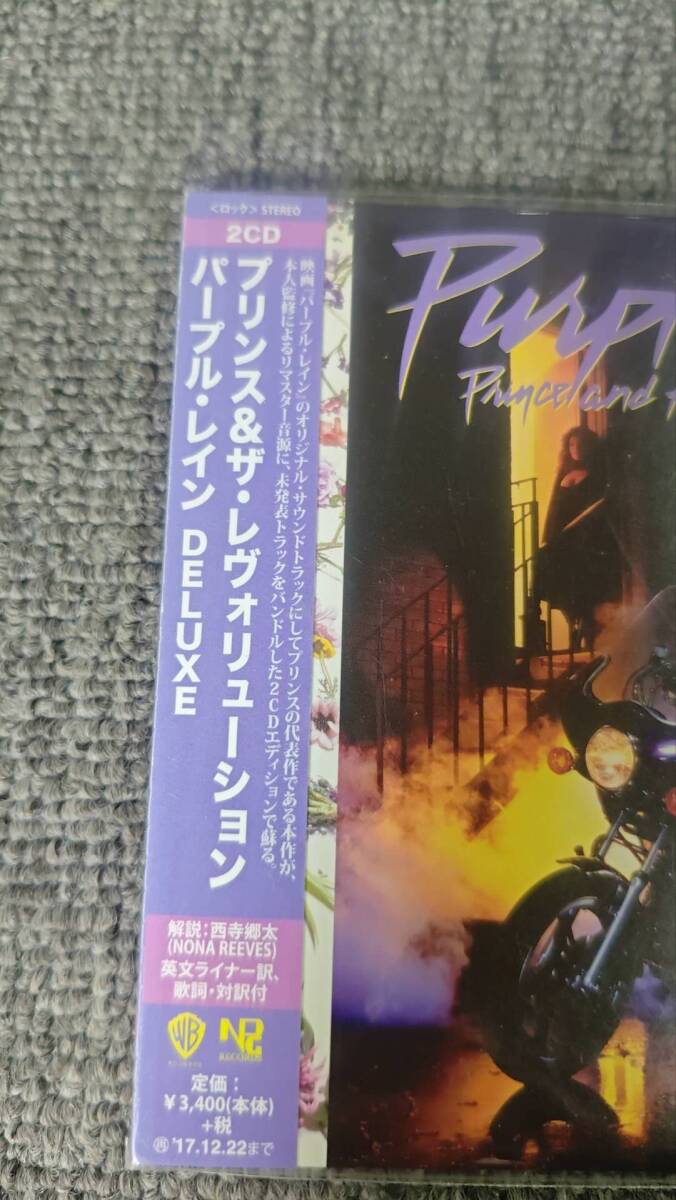 <ロック> STEREO
2CD
映画『パープル・レイン』のオリジナル・サウンドトラックにしてプリンスの代表作である本作が、
本人監修によるリマスター音源に、未発表トラックをバンドルした2CDエディションで蘇る。
プリンス&ザ・レヴォリューション
パープル・レイン DELUXE
解説:西寺郷太
(NONA REEVES)
英文ライナー訳、
歌詞・対訳付
WB
NPG
RECORDS
定価:
¥3,400(本体)
+税
'17.12.22まで
Purpl
Prince and